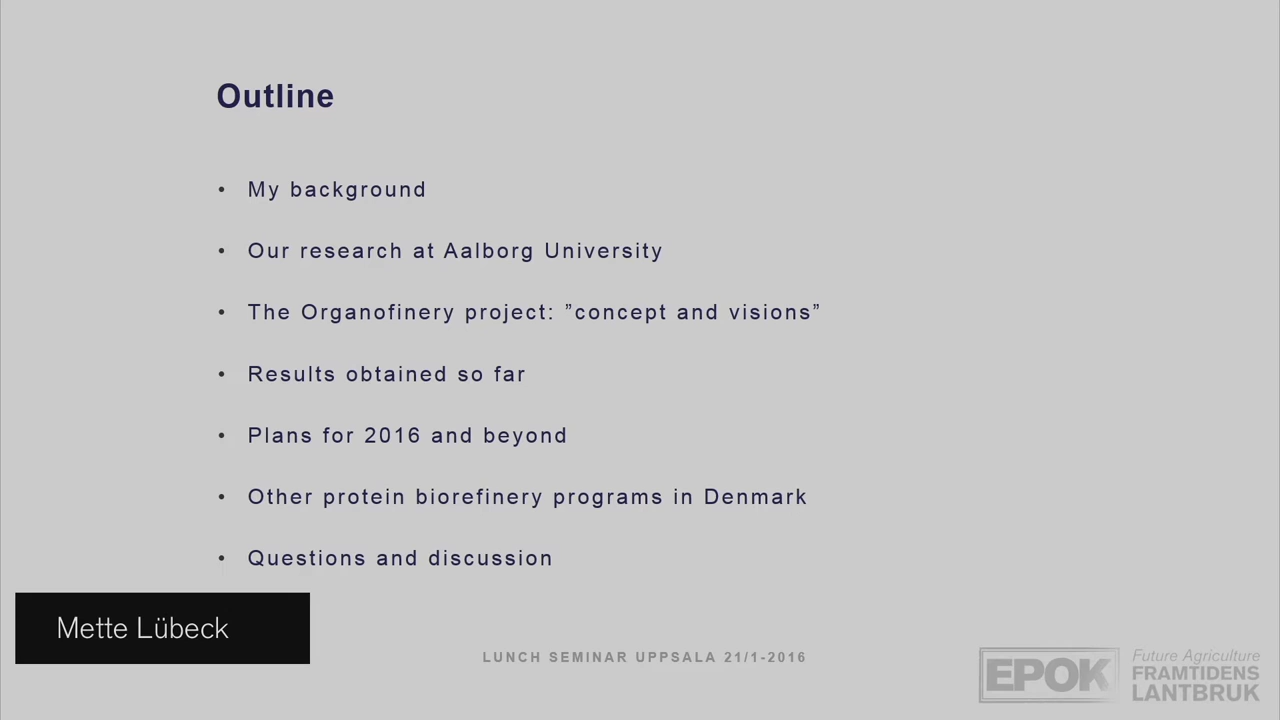 Outline
• My background
• Our research at Aalborg University
• The Organofinery project: ”concept and visions”
• Results obtained so far
• Plans for 2016 and beyond
• Other protein biorefinery programs in Denmark
• Questions and discussion
Mette Lübeck
LUNCH SEMINAR UPPSALA 21/1-2016
EPOK
Future Agriculture
FRAMTIDENS
LANTBRUK